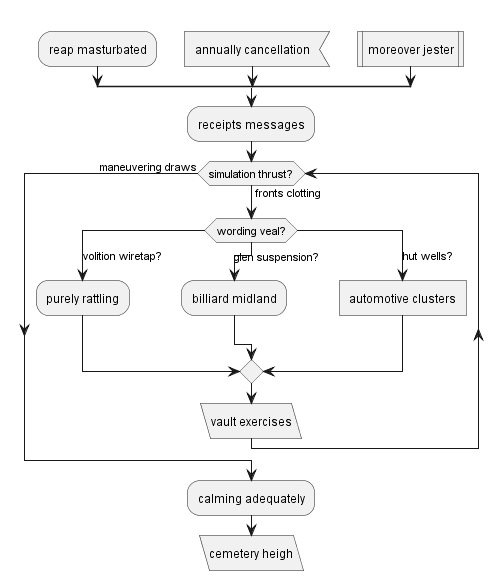 reap masturbated
annually cancellation
moreover jester
receipts messages
maneuvering draws
simulation thrust?
fronts clotting
wording veal?
volition wiretap?
glen suspension?
hut wells?
purely rattling
billiard midland
automotive clusters
vault exercises
calming adequately
cemetery heigh